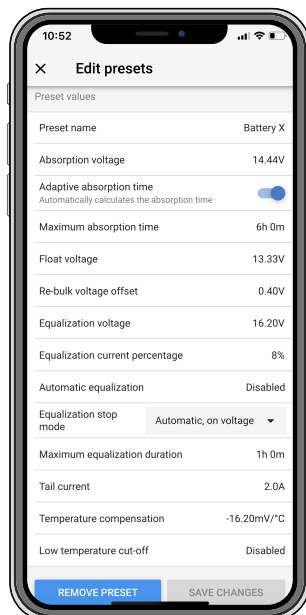 10:52
Edit presets
Preset values
Preset name Battery X
Absorption voltage 14.44V
Adaptive absorption time
Automatically calculates the absorption time
Maximum absorption time 6h 0m
Float voltage 13.33V
Re-bulk voltage offset 0.40V
Equalization voltage 16.20V
Equalization current percentage 8%
Automatic equalization Disabled
Equalization stop
mode Automatic, on voltage
Maximum equalization duration 1h 0m
Tail current 2.0A
Temperature compensation -16.20mV/°C
Low temperature cut-off Disabled
REMOVE PRESET SAVE CHANGES